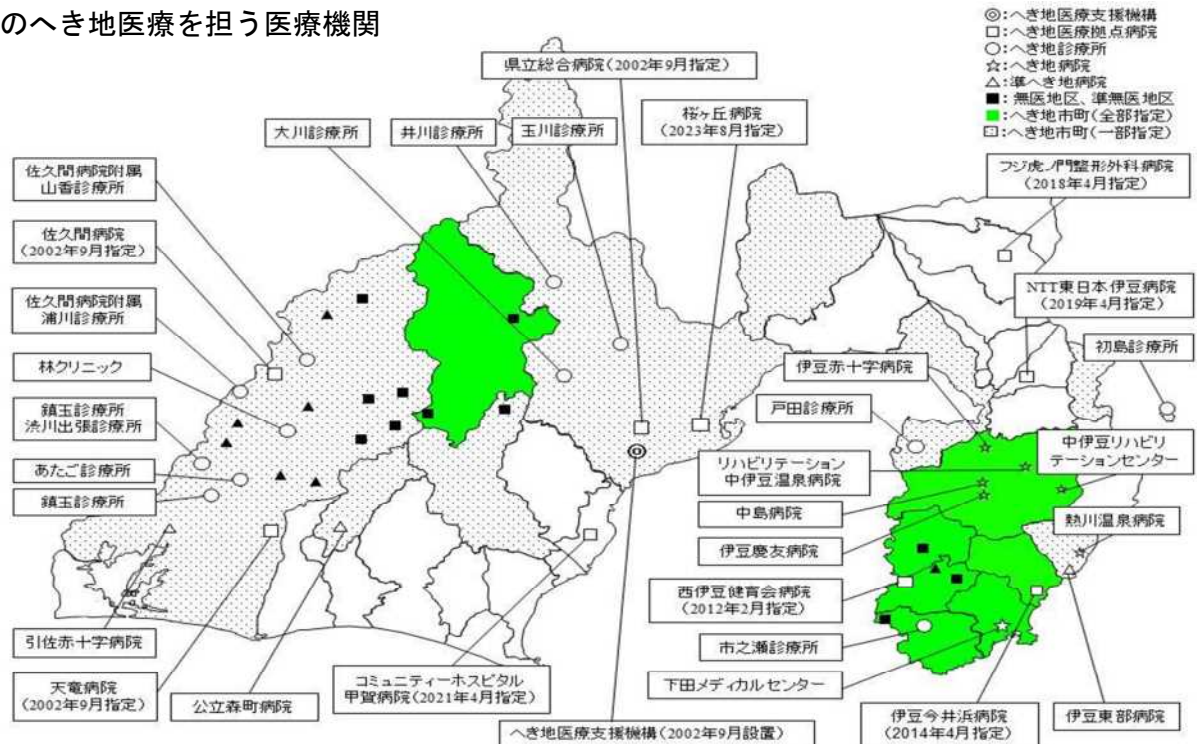 のへき地医療を担う医療機関
◎:へき地医療支援機構
□:へき地医療拠点病院
○:へき地診療所
☆:へき地病院
△:準へき地病院
■:無医地区、準無医地区
■:へき地市町(全部指定)
□:へき地市町(一部指定)
県立総合病院(2002年9月指定)
大川診療所
井川診療所
玉川診療所
桜ヶ丘病院
(2023年8月指定)
フジ虎ノ門整形外科病院
(2018年4月指定)
佐久間病院附属
山香診療所
佐久間病院
(2002年9月指定)
佐久間病院附属
浦川診療所
林クリニック
鎮玉診療所
渋川出張診療所
あたご診療所
鎮玉診療所
引佐赤十字病院
天竜病院
(2002年9月指定)
公立森町病院
コミュニティーホスピタル
甲賀病院(2021年4月指定)
へき地医療支援機構(2002年9月設置)
NTT東日本伊豆病院
(2019年4月指定)
初島診療所
伊豆赤十字病院
戸田診療所
リハビリテーション
中伊豆温泉病院
中伊豆リハビリ
テーションセンター
中島病院
伊豆慶友病院
熱川温泉病院
西伊豆健育会病院
(2012年2月指定)
市之瀬診療所
下田メディカルセンター
伊豆今井浜病院
(2014年4月指定)
伊豆東部病院